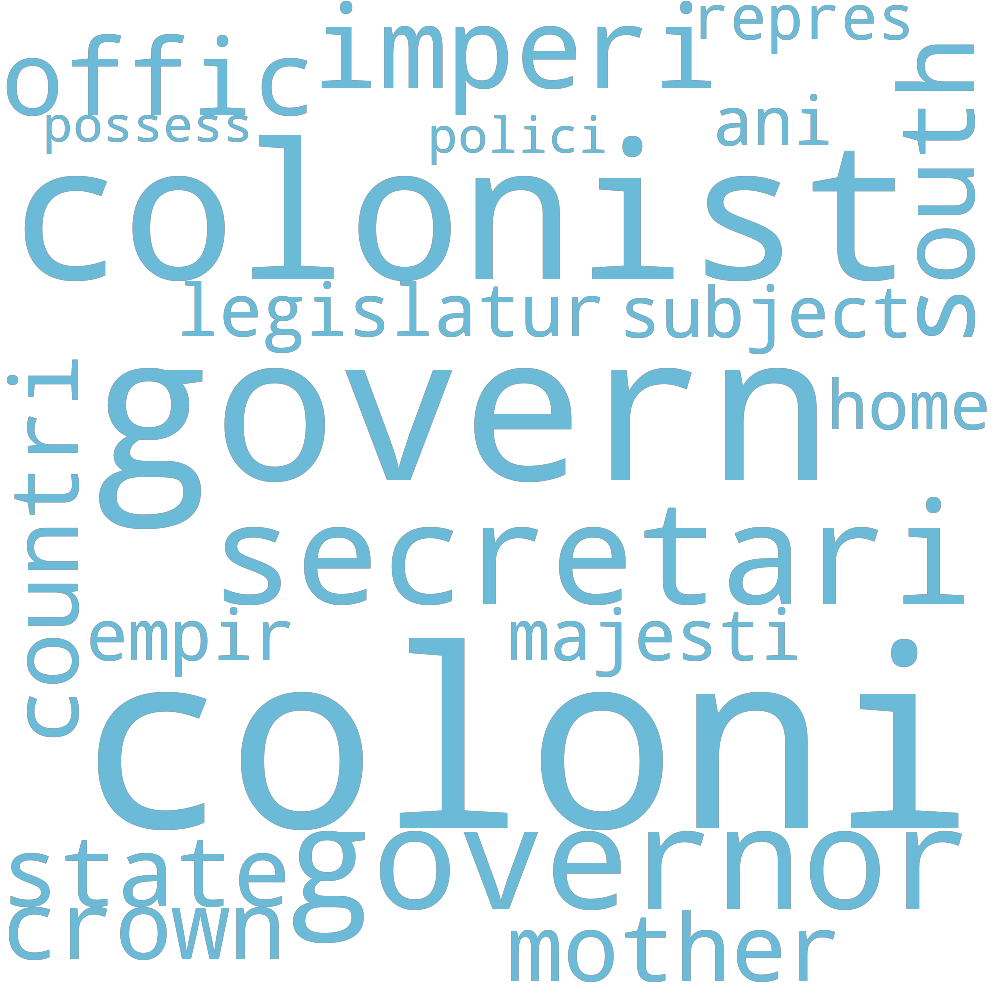 repres
imperi
offic
possess
polici
ani
south
colonist
legislatur
subject
govern
home
countri
secretari
empir
majesti
coloni
governor
state
crown
mother